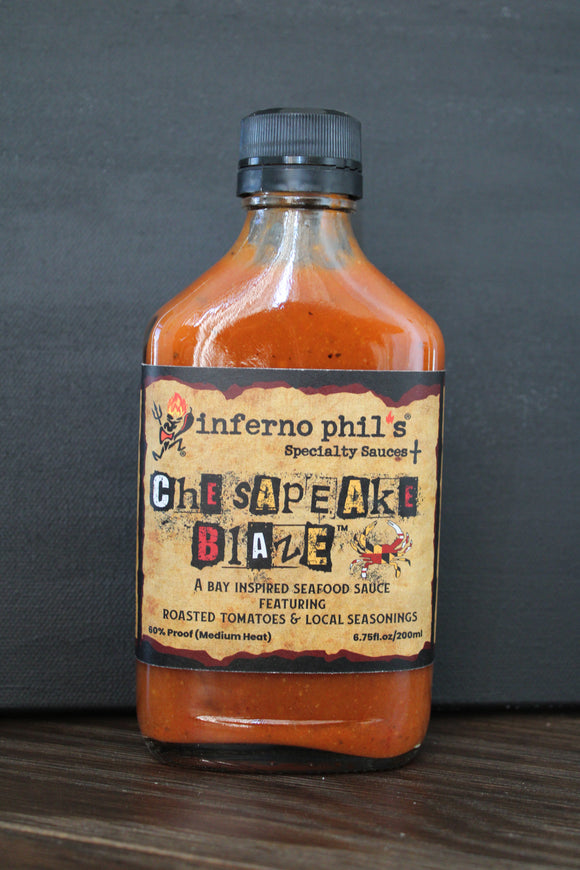 inferno phil's®
Specialty Sauces
ChESAPEAKE
BlAzE™
A BAY INSPIRED SEAFOOD SAUCE
FEATURING
ROASTED TOMATOES & LOCAL SEASONINGS
60% Proof (Medium Heat) 6.75fl.oz/200ml